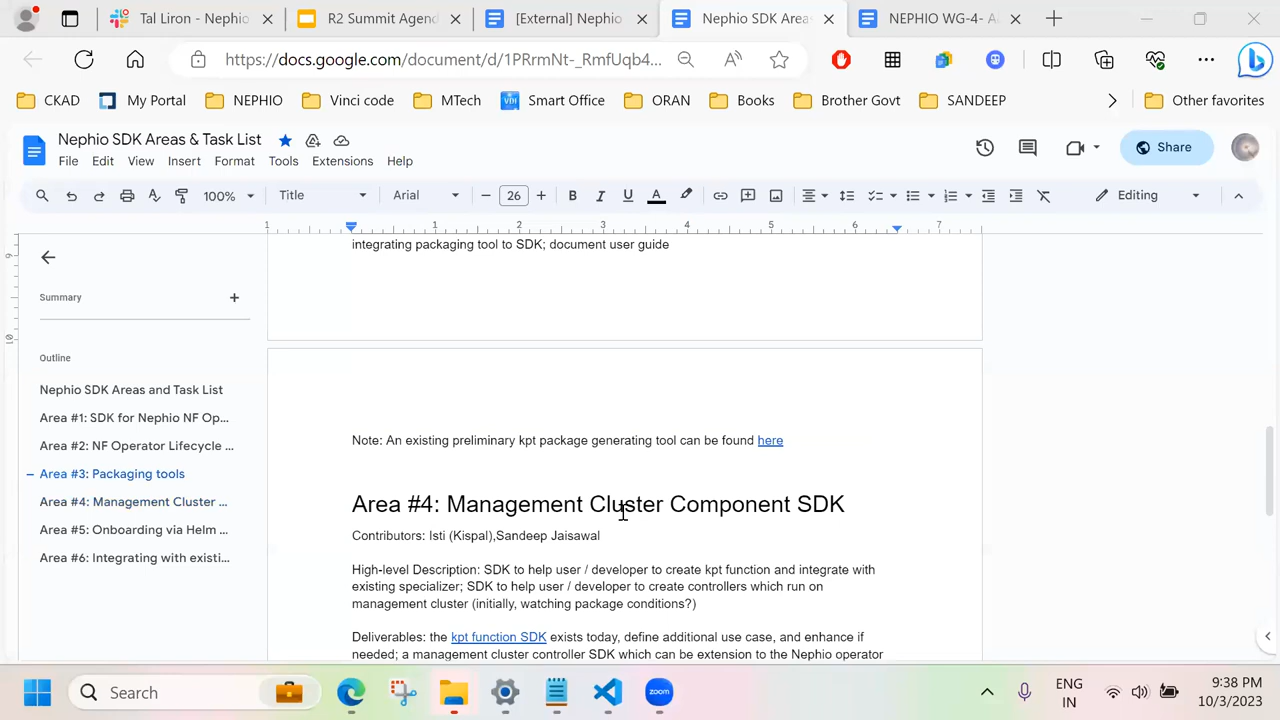 Tal Liron - Nephio
R2 Summit Agend
[External] Nephio
Nephio SDK Area
NEPHIO WG-4- A
https://docs.google.com/document/d/1PRrmNt-_RmfUqb4...
CKAD
My Portal
NEPHIO
Vinci code
MTech
Smart Office
ORAN
Books
Brother Govt
SANDEEP
Other favorites
Nephio SDK Areas & Task List
File Edit View Insert Format Tools Extensions Help
Share
100% Title Arial 26 Editing
1 1 2 3 4 5 6 7
integrating packaging tool to SDK; document user guide
Summary
Outline
Nephio SDK Areas and Task List
Area #1: SDK for Nephio NF Op...
Area #2: NF Operator Lifecycle ...
Area #3: Packaging tools
Area #4: Management Cluster ...
Area #5: Onboarding via Helm ...
Area #6: Integrating with existi...
Note: An existing preliminary kpt package generating tool can be found here
Area #4: Management Cluster Component SDK
Contributors: Isti (Kispal),Sandeep Jaisawal
High-level Description: SDK to help user / developer to create kpt function and integrate with
existing specializer; SDK to help user / developer to create controllers which run on
management cluster (initially, watching package conditions?)
Deliverables: the kpt function SDK exists today, define additional use case, and enhance if
needed; a management cluster controller SDK which can be extension to the Nephio operator
Search
zoom
ENG
IN
9:38 PM
10/3/2023